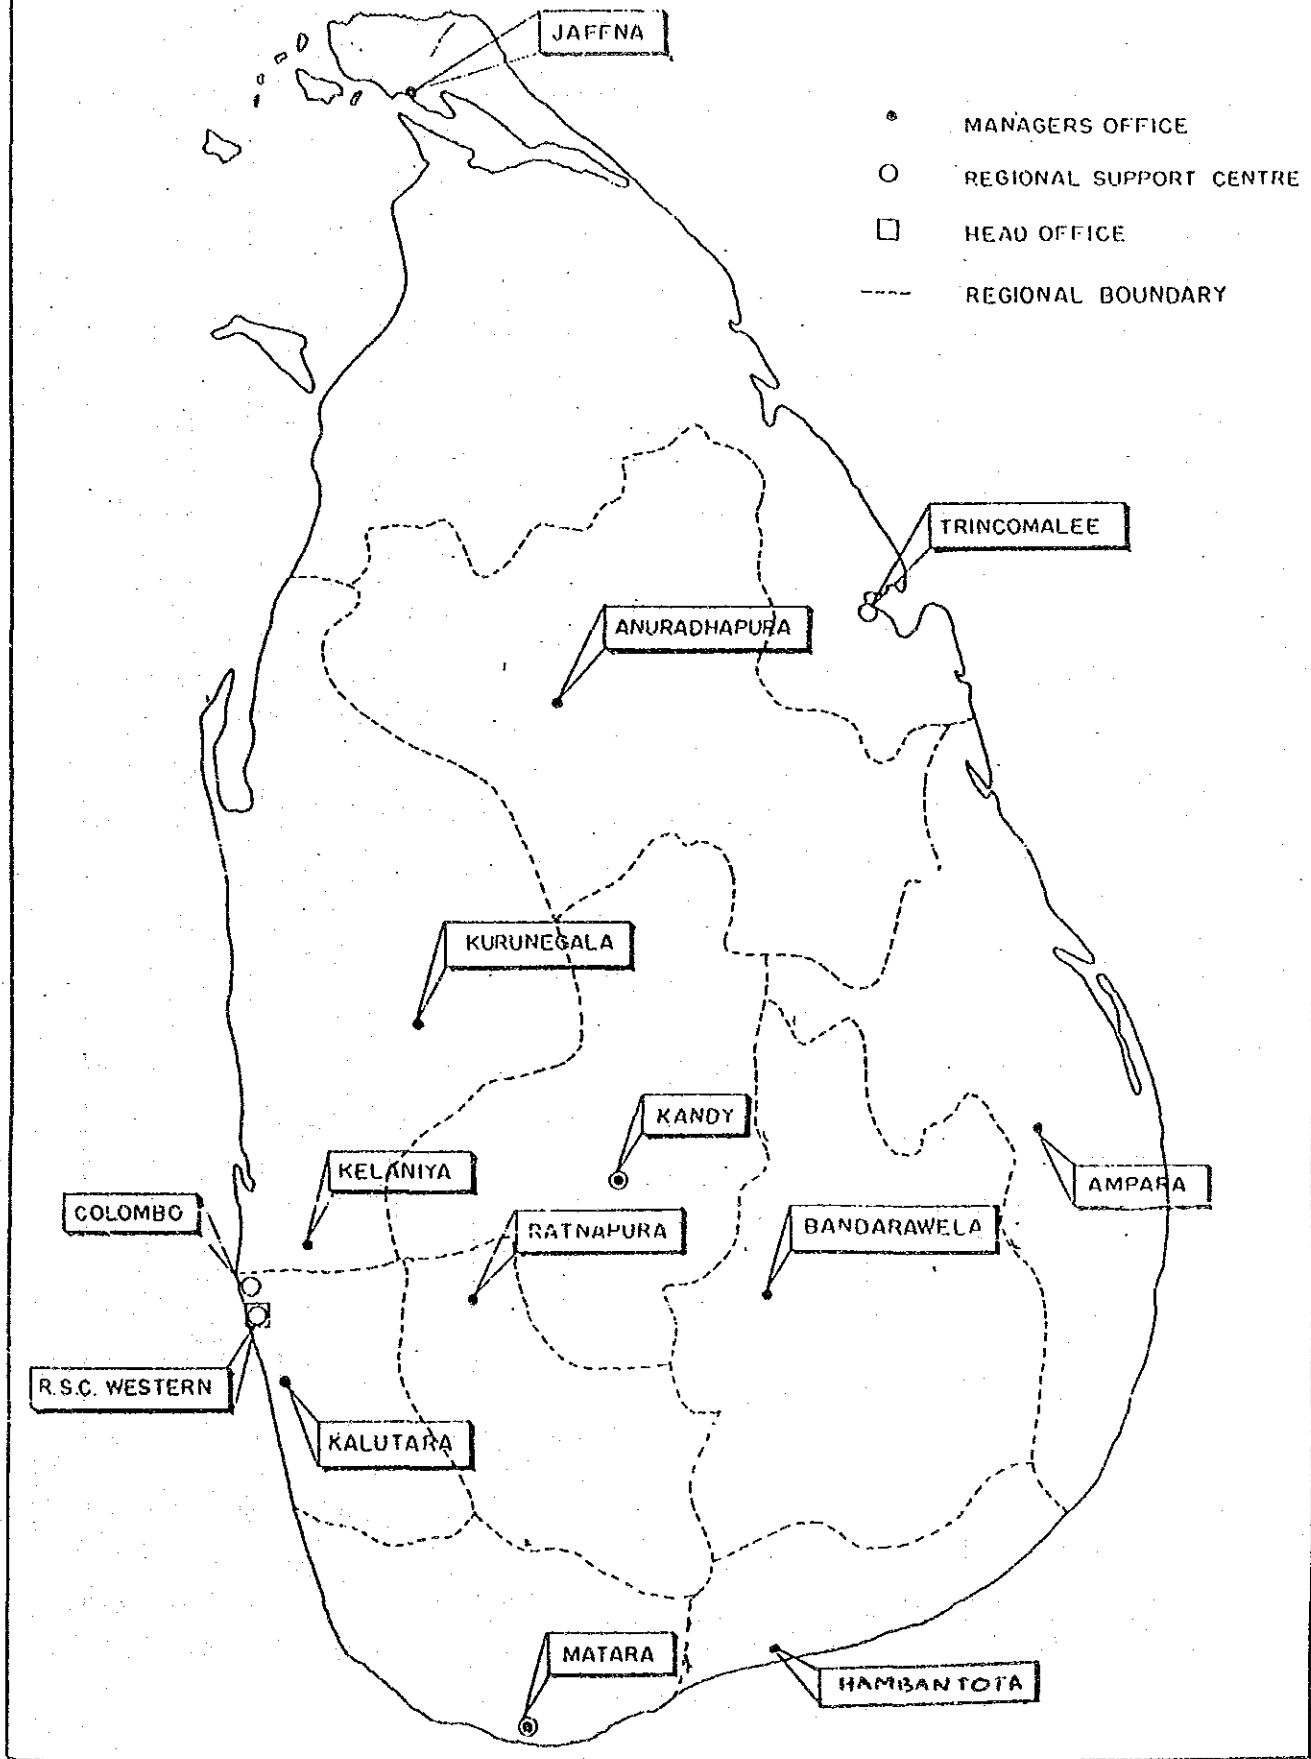 JAFFNA
MANAGERS OFFICE
REGIONAL SUPPORT CENTRE
HEAD OFFICE
REGIONAL BOUNDARY
TRINCOMALEE
ANURADHAPURA
KURUNEGALA
KANDY
KELANIYA
AMPARA
COLOMBO
RATNAPURA
BANDARAWELA
R.S.C. WESTERN
KALUTARA
MATARA
HAMBANTOTA